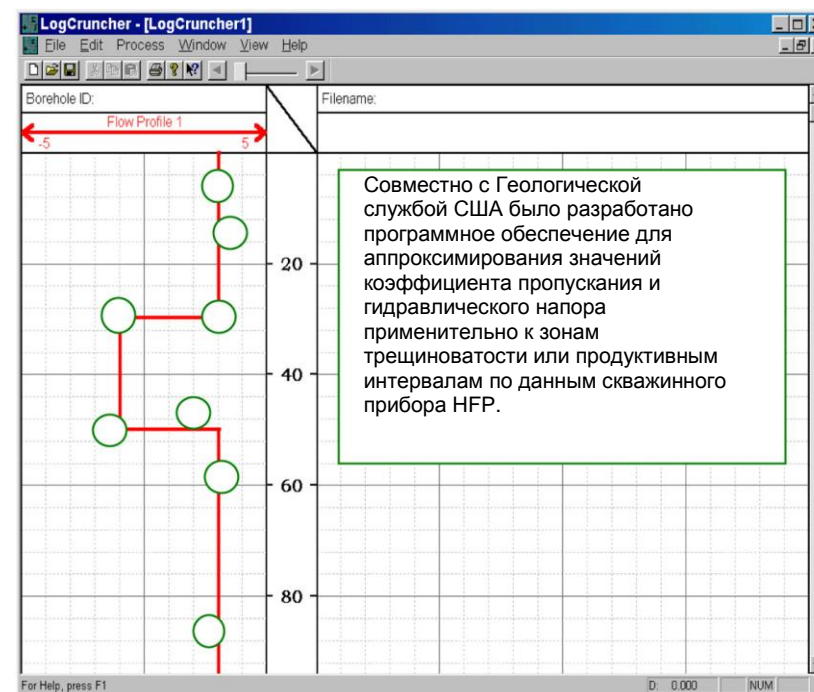 LogCruncher - [LogCruncher1]
File Edit Process Window View Help
Borehole ID:
Filename:
Flow Profile 1
-5 5
Совместно с Геологической
службой США было разработано
программное обеспечение для
аппроксимирования значений
коэффициента пропускания и
гидравлического напора
применительно к зонам
трещиноватости или продуктивным
интервалам по данным скважинного
прибора HFP.
20
40
60
80
For Help, press F1
D: 0.000 NUM